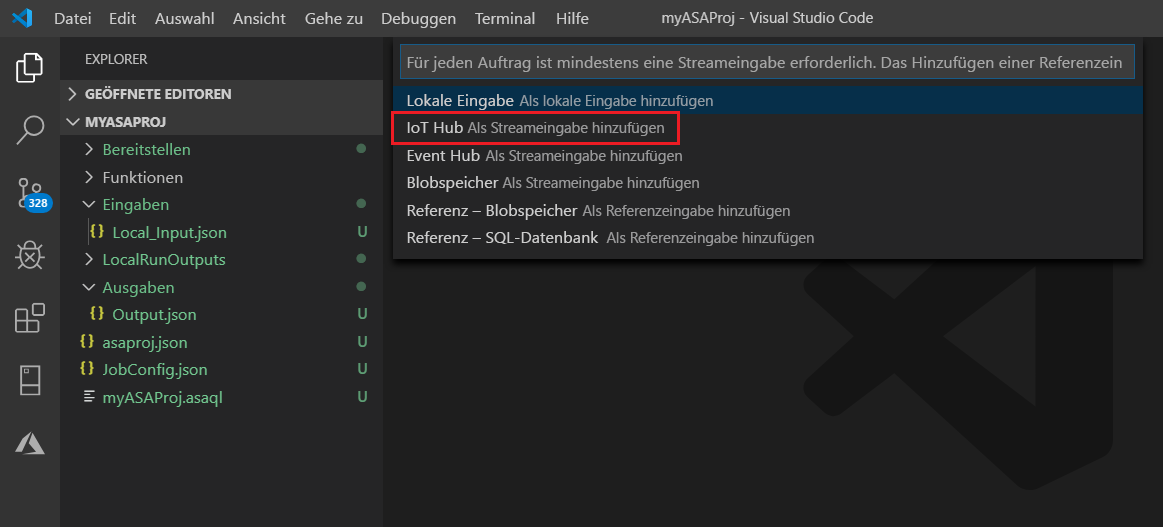 Datei Edit Auswahl Ansicht Gehe zu Debuggen Terminal Hilfe myASAProj - Visual Studio Code
EXPLORER
GEÖFFNETE EDITOREN
MYASAPROJ
Bereitstellen
Funktionen
Eingaben
Local_Input.json U
LocalRunOutputs
Ausgaben
Output.json U
asaproj.json U
JobConfig.json U
myASAProj.asaql U
328
Für jeden Auftrag ist mindestens eine Streameingabe erforderlich. Das Hinzufügen einer Referenzein
Lokale Eingabe Als lokale Eingabe hinzufügen
IoT Hub Als Streameingabe hinzufügen
Event Hub Als Streameingabe hinzufügen
Blobspeicher Als Streameingabe hinzufügen
Referenz – Blobspeicher Als Referenzeingabe hinzufügen
Referenz – SQL-Datenbank Als Referenzeingabe hinzufügen